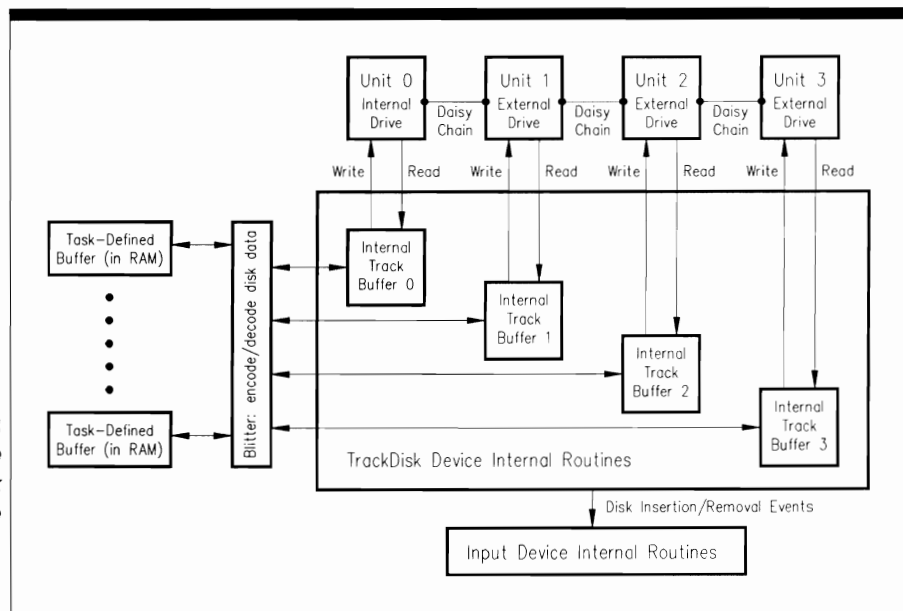 Unit 0
Internal
Drive
Daisy
Chain
Unit 1
External
Drive
Daisy
Chain
Unit 2
External
Drive
Daisy
Chain
Unit 3
External
Drive
Write
Read
Write
Read
Write
Read
Write
Read
Task-Defined
Buffer (in RAM)
Task-Defined
Buffer (in RAM)
Blitter: encode/decode disk data
Internal
Track
Buffer 0
Internal
Track
Buffer 1
Internal
Track
Buffer 2
Internal
Track
Buffer 3
TrackDisk Device Internal Routines
Disk Insertion/Removal Events
Input Device Internal Routines